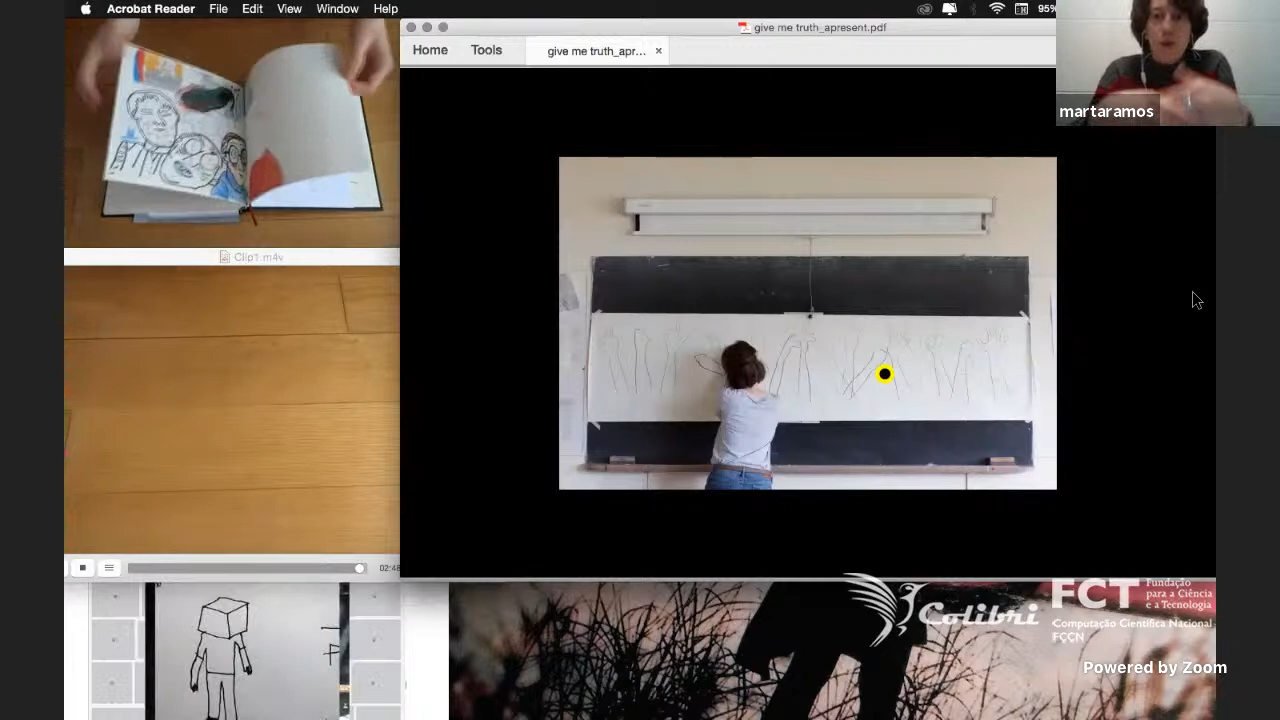 Acrobat Reader File Edit View Window Help 95%
give me truth_apresent.pdf
Home Tools give me truth_apr... ×
martaramos
Clip1.m4v
02:48
Colibri
FCT Fundação
para a Ciência
e a Tecnologia
Computação Científica Nacional
FCCN
Powered by Zoom